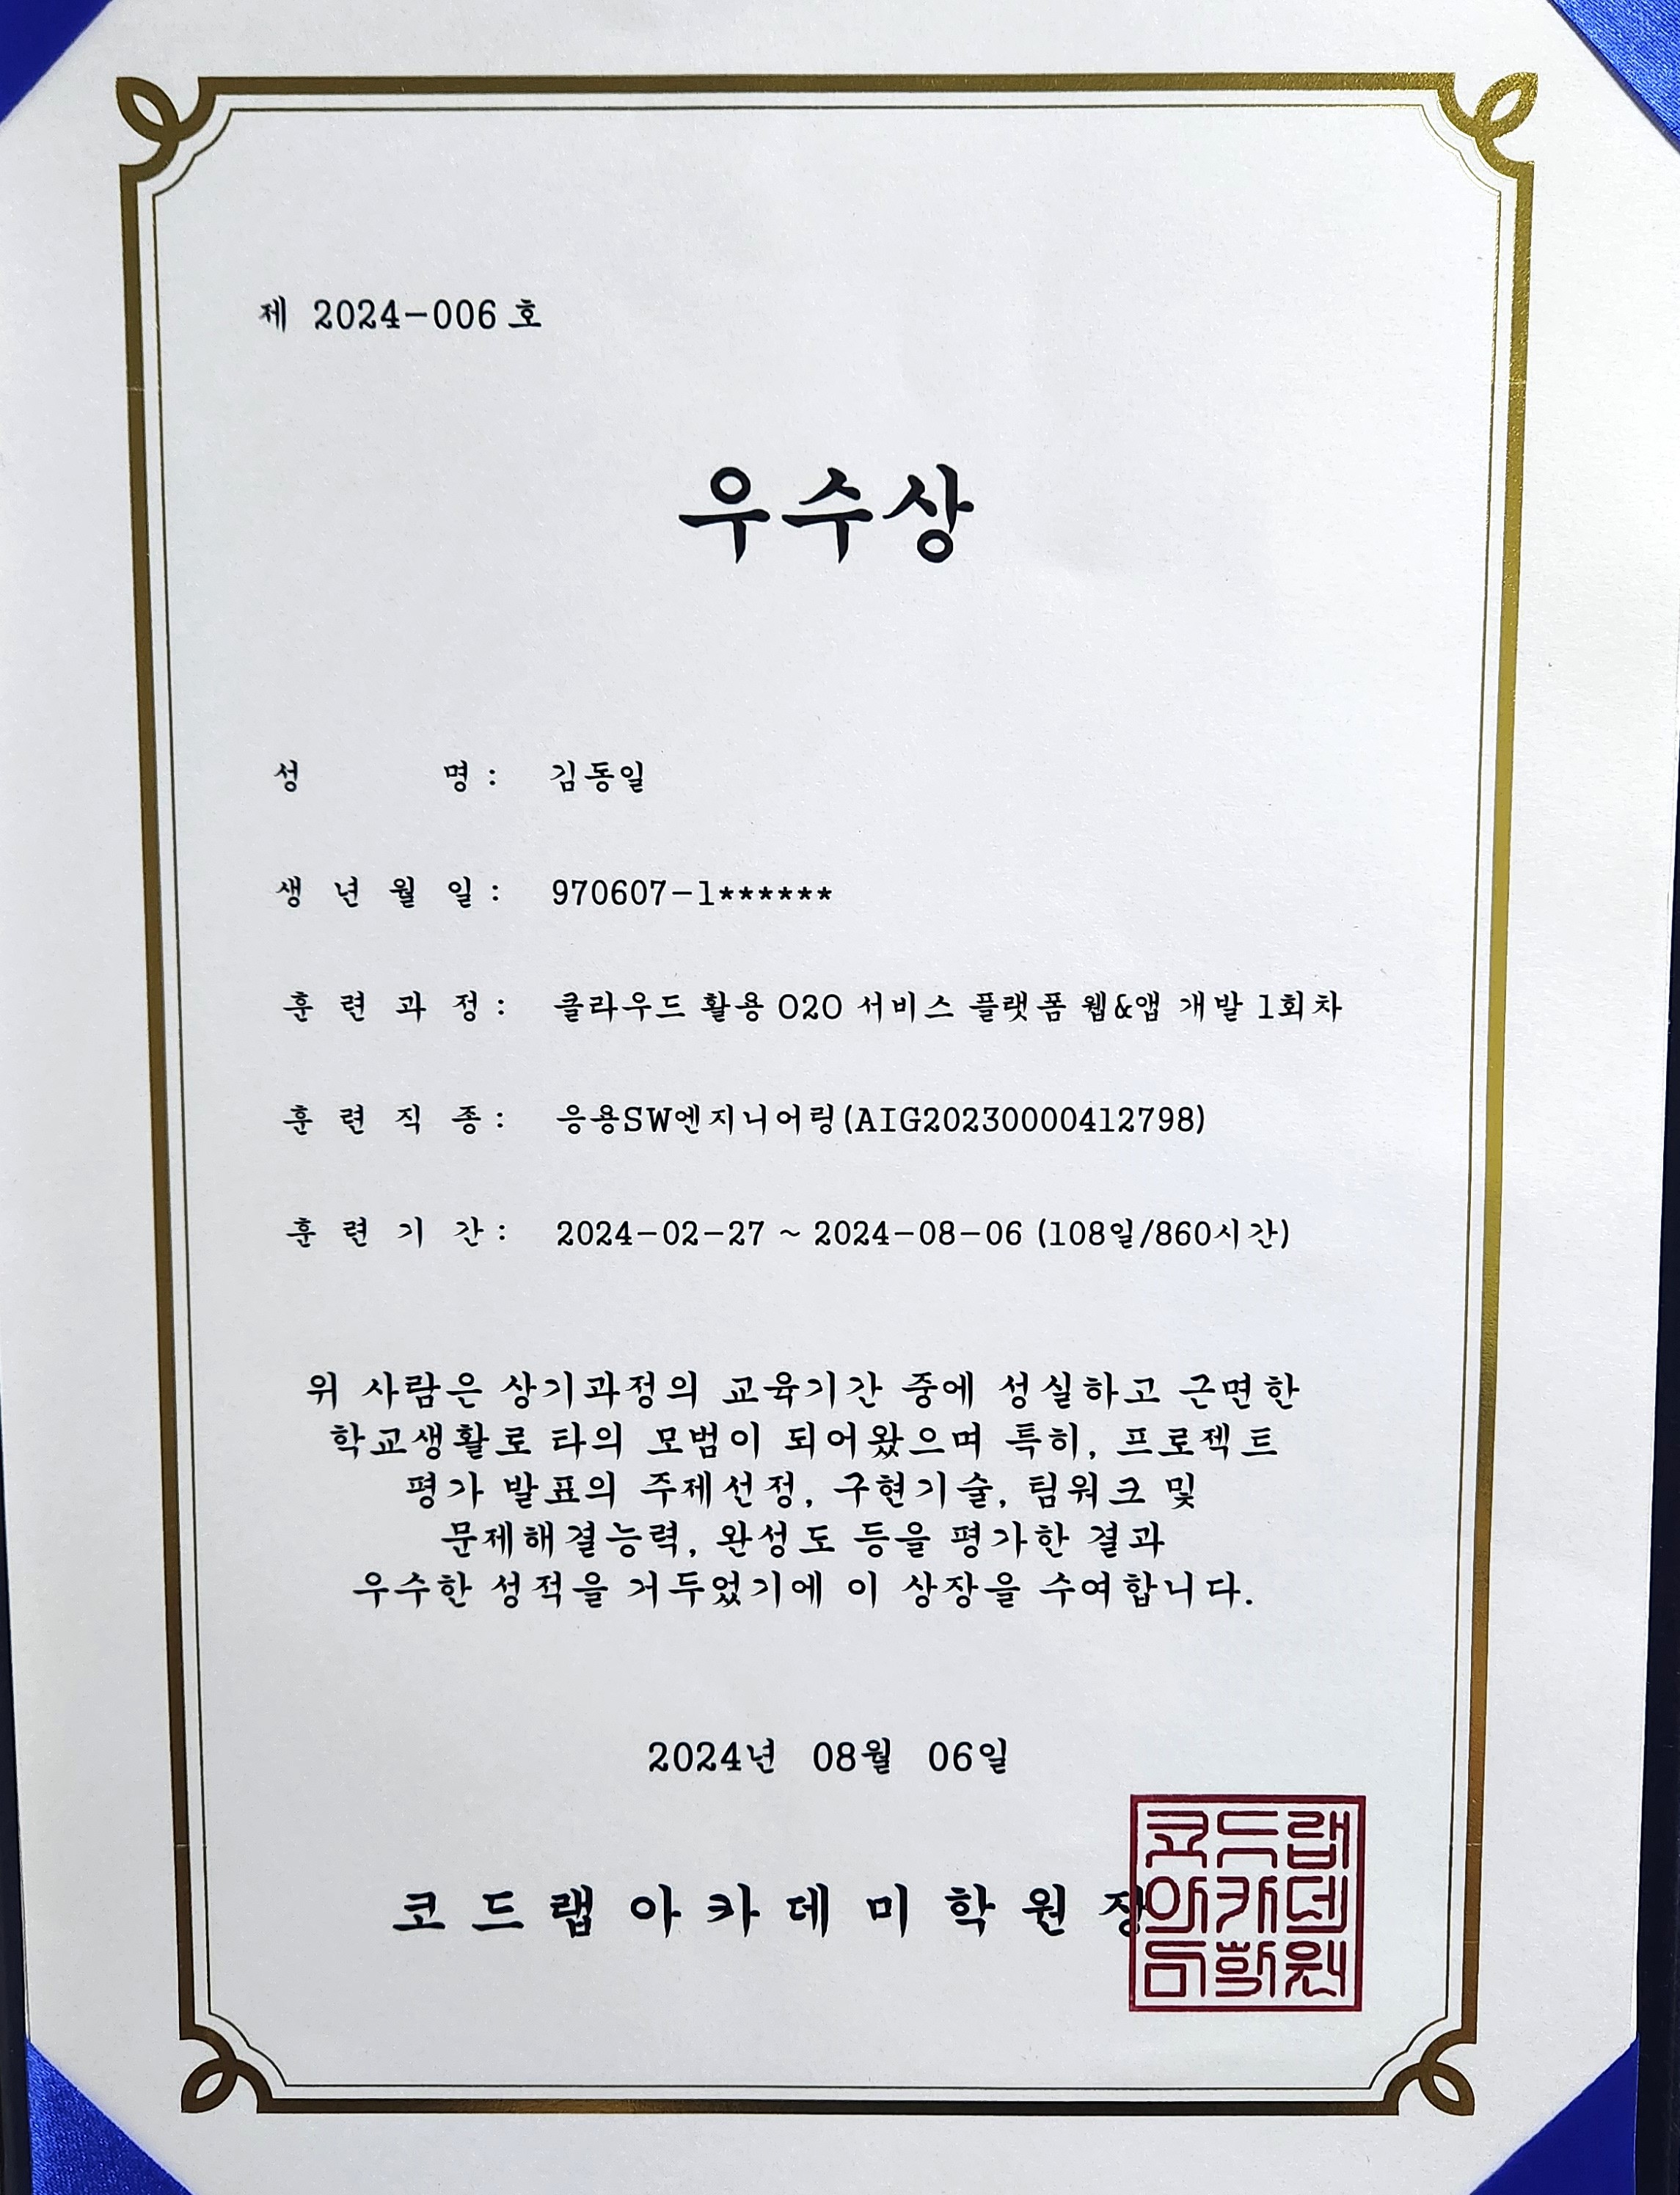 제 2024-006 호
우수상
성 명 : 김동일
생 년 월 일 : 970607-1******
훈 련 과 정 : 클라우드 활용 O2O 서비스 플랫폼 웹&앱 개발 1회차
훈 련 직 종 : 응용SW엔지니어링(AIG20230000412798)
훈 련 기 간 : 2024-02-27 ~ 2024-08-06 (108일/860시간)
위 사람은 상기과정의 교육기간 중에 성실하고 근면한
학교생활로 타의 모범이 되어왔으며 특히, 프로젝트
평가 발표의 주제선정, 구현기술, 팀워크 및
문제해결능력, 완성도 등을 평가한 결과
우수한 성적을 거두었기에 이 상장을 수여합니다.
2024년 08월 06일
코 드 랩 아 카 데 미 학 원 장
코드랩
아카데
미학원